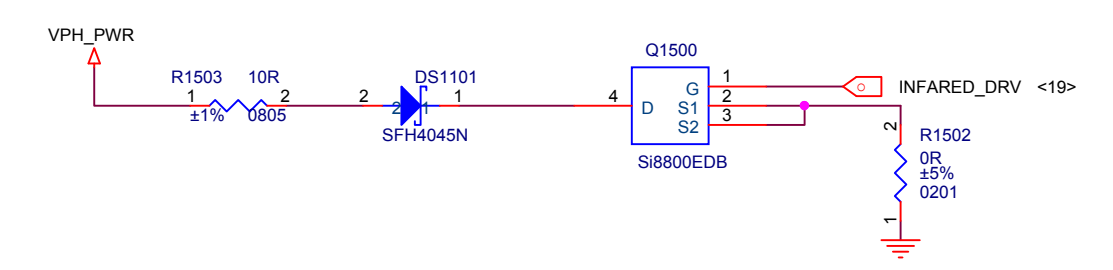 VPH_PWR
R1503 10R
1 2
±1% 0805
DS1101
2 2 1 1
SFH4045N
Q1500
4 D G 1
S1 2
S2 3
Si8800EDB
INFARED_DRV <19>
2
R1502
0R
±5%
0201
1